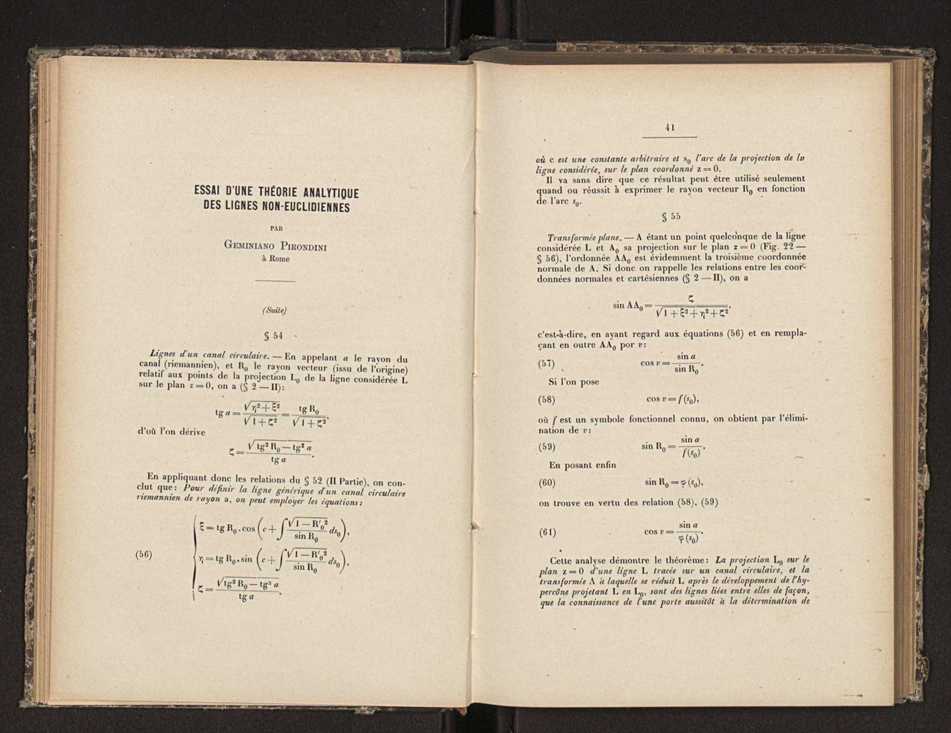 ESSAI D'UNE THÉORIE ANALYTIQUE
DES LIGNES NON-EUCLIDIENNES
PAR
GEMINIANO PIRONDINI
à Rome
(Suite)
§ 54
Lignes d'un canal circulaire. — En appelant a le rayon du
canal (riemannien), et R₀ le rayon vecteur (issu de l'origine)
relatif aux points de la projection L₀ de la ligne considérée L
sur le plan z = 0, on a (§ 2 — II):
tg a = √(η² + ξ²) / √(1 + ζ²) = tg R₀ / √(1 + ζ²),
d'où l'on dérive
ζ = √(tg² R₀ — tg² a) / tg a.
En appliquant donc les relations du § 52 (II Partie), on con-
clut que: Pour définir la ligne générique d'un canal circulaire
riemannien de rayon a, on peut employer les équations:
ξ = tg R₀ . cos (c + ∫ √(1 — R'₀²) / sin R₀ ds₀),
(56) η = tg R₀ . sin (c + ∫ √(1 — R'₀²) / sin R₀ ds₀),
ζ = √(tg² R₀ — tg² a) / tg a.
41
où c est une constante arbitraire et s₀ l'arc de la projection de la
ligne considérée, sur le plan coordonné z = 0.
Il va sans dire que ce résultat peut être utilisé seulement
quand on réussit à exprimer le rayon vecteur R₀ en fonction
de l'arc s₀.
§ 55
Transformée plane. — A étant un point quelconque de la ligne
considérée L et A₀ sa projection sur le plan z = 0 (Fig. 22 —
§ 56), l'ordonnée AA₀ est évidemment la troisième coordonnée
normale de A. Si donc on rappelle les relations entre les coor-
données normales et cartésiennes (§ 2 — II), on a
sin AA₀ = ζ / √(1 + ξ² + η² + ζ²),
c'est-à-dire, en ayant regard aux équations (56) et en rempla-
çant en outre AA₀ par v:
(57) cos v = sin a / sin R₀.
Si l'on pose
(58) cos v = f(s₀),
où f est un symbole fonctionnel connu, on obtient par l'élimi-
nation de v:
(59) sin R₀ = sin a / f(s₀).
En posant enfin
(60) sin R₀ = φ (s₀),
on trouve en vertu des relation (58), (59)
(61) cos v = sin a / φ (s₀).
Cette analyse démontre le théorème: La projection L₀ sur le
plan z = 0 d'une ligne L tracée sur un canal circulaire, et la
transformée Λ à laquelle se réduit L après le développement de l'hy-
percône projetant L en L₀, sont des lignes liées entre elles de façon,
que la connaissance de l'une porte aussitôt à la détermination de